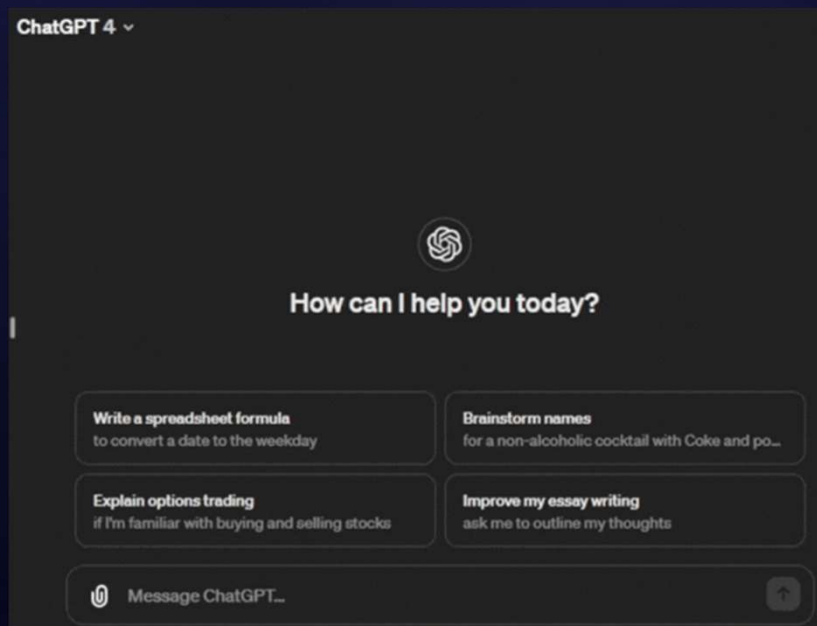 ChatGPT 4
How can I help you today?
Write a spreadsheet formula
to convert a date to the weekday
Brainstorm names
for a non-alcoholic cocktail with Coke and po...
Explain options trading
if I'm familiar with buying and selling stocks
Improve my essay writing
ask me to outline my thoughts
Message ChatGPT...